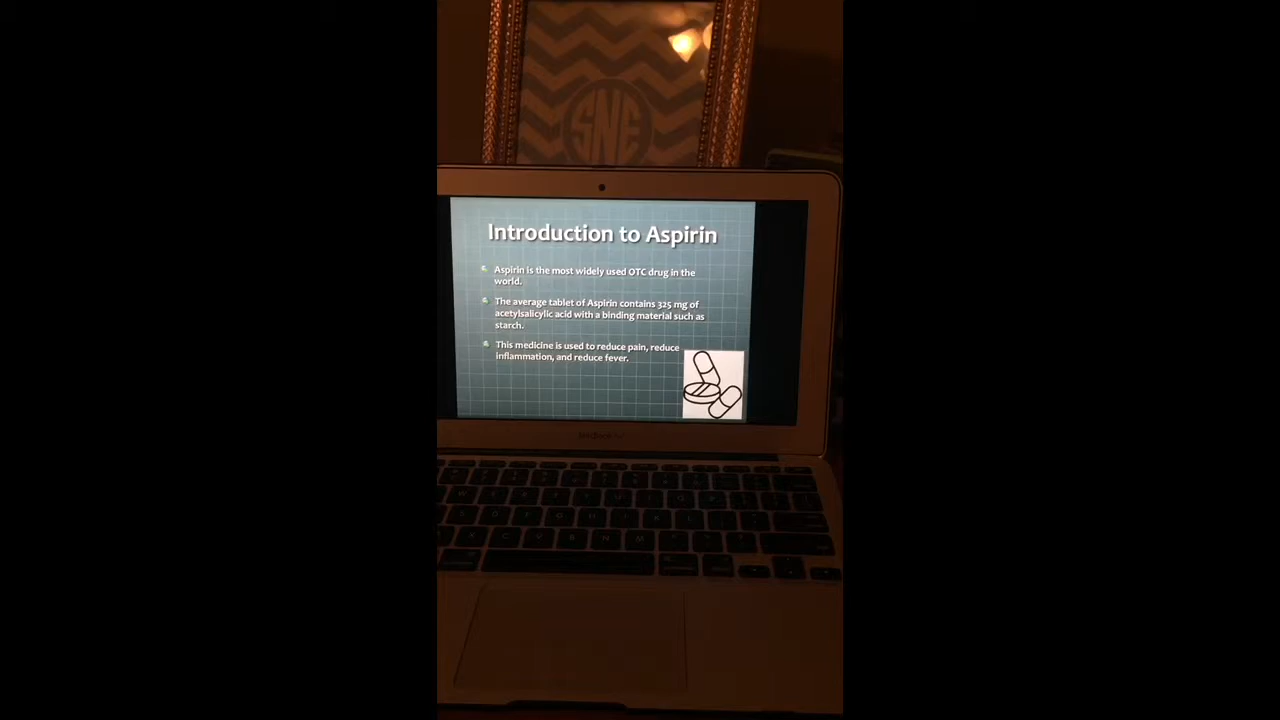 SNE
Introduction to Aspirin
Aspirin is the most widely used OTC drug in the
world.
The average tablet of Aspirin contains 325 mg of
acetylsalicylic acid with a binding material such as
starch.
This medicine is used to reduce pain, reduce
inflammation, and reduce fever.
MacBook